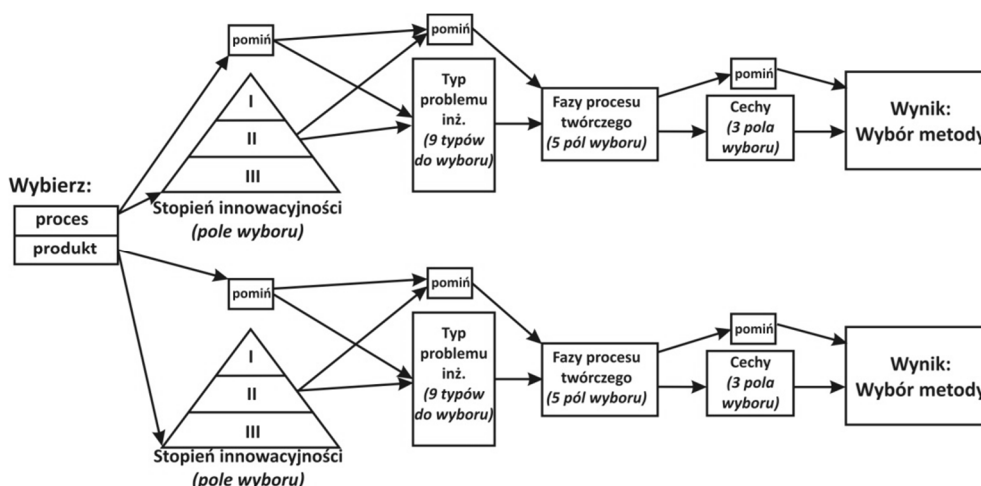 Wybierz:
proces
produkt
pomiń
I
II
III
Stopień innowacyjności
(pole wyboru)
pomiń
Typ
problemu
inż.
(9 typów
do wyboru)
Fazy procesu
twórczego
(5 pól wyboru)
pomiń
Cechy
(3 pola
wyboru)
Wynik:
Wybór metody
pomiń
I
II
III
Stopień innowacyjności
(pole wyboru)
pomiń
Typ
problemu
inż.
(9 typów
do wyboru)
Fazy procesu
twórczego
(5 pól wyboru)
pomiń
Cechy
(3 pola
wyboru)
Wynik:
Wybór metody